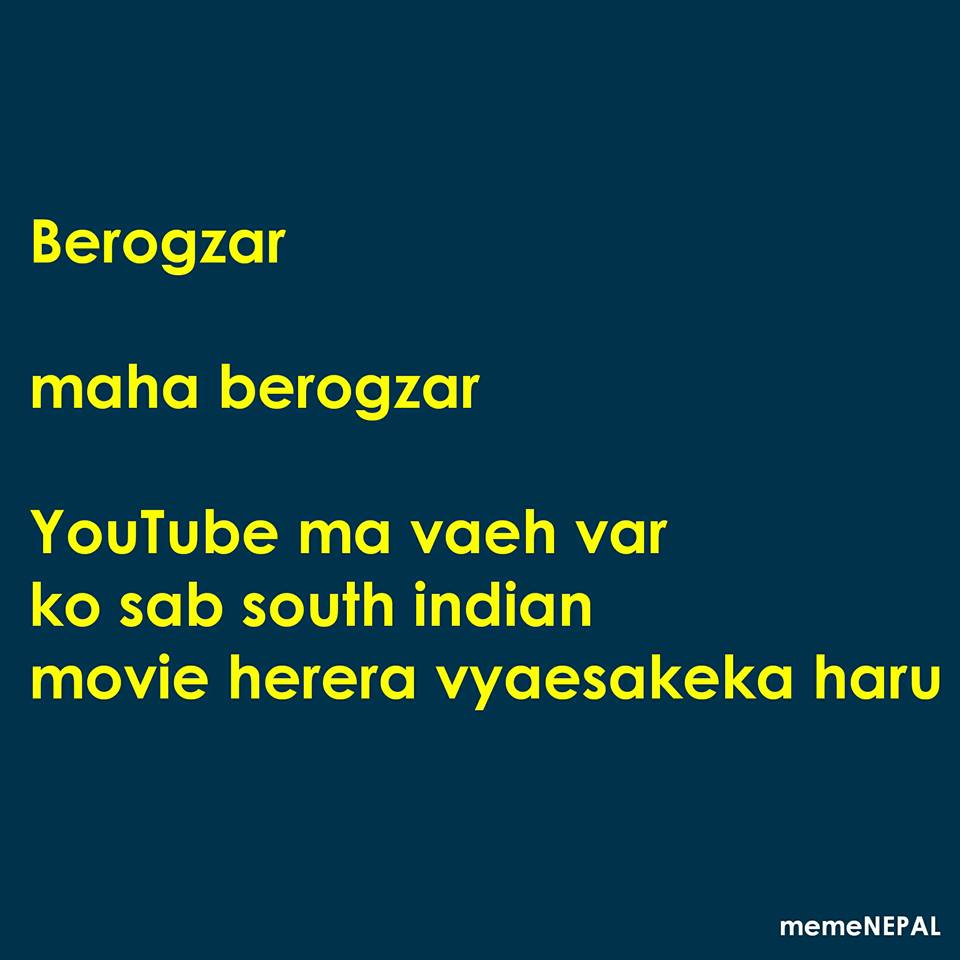 Berogzar
maha berogzar
YouTube ma vaeh var
ko sab south indian
movie herera vyaesakeka haru
memeNEPAL